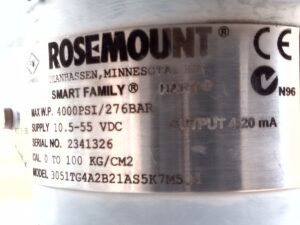 ROSEMOUNT® CE
CHANHASSEN, MINNESOTA
SMART FAMILY® HART N96
MAX W.P. 4000PSI/276BAR
SUPPLY 10.5-55 VDC OUTPUT 4-20 mA
SERIAL NO. 2341326
CAL 0 TO 100 KG/CM2
MODEL 3051TG4A2B21AS5K7M5